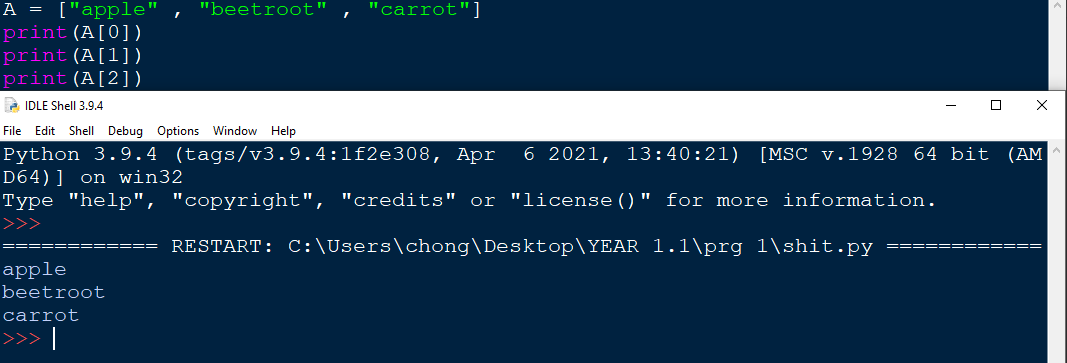 A = ["apple" , "beetroot" , "carrot"]
print(A[0])
print(A[1])
print(A[2])
IDLE Shell 3.9.4
File Edit Shell Debug Options Window Help
Python 3.9.4 (tags/v3.9.4:1f2e308, Apr  6 2021, 13:40:21) [MSC v.1928 64 bit (AM
D64)] on win32
Type "help", "copyright", "credits" or "license()" for more information.
>>>
============ RESTART: C:\Users\chong\Desktop\YEAR 1.1\prg 1\shit.py ============
apple
beetroot
carrot
>>>